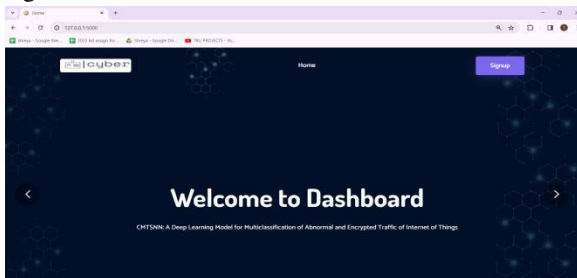 Home
127.0.0.1:5000
cyber
Home
Signup
Welcome to Dashboard
CMTSNN: A Deep Learning Model for Multiclassification of Abnormal and Encrypted Traffic of Internet of Things